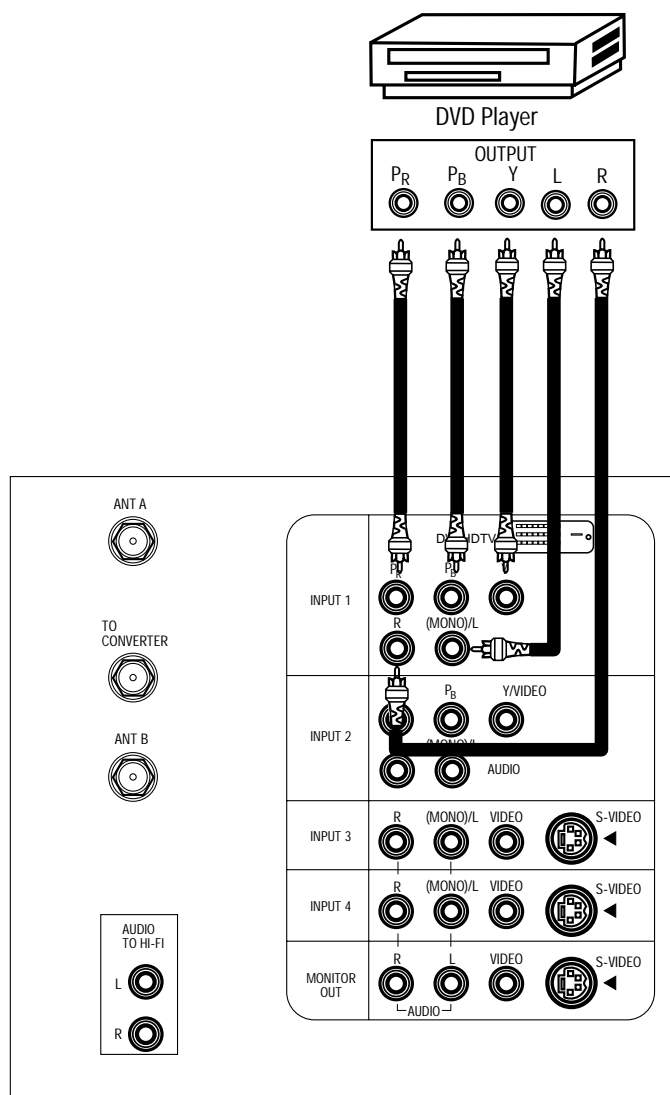 DVD Player
OUTPUT
PR PB Y L R
ANT A
TO
CONVERTER
ANT B
AUDIO
TO HI-FI
L
R
INPUT 1
PR PB
R (MONO)/L
INPUT 2
PB Y/VIDEO
AUDIO
INPUT 3
R (MONO)/L VIDEO S-VIDEO
INPUT 4
R (MONO)/L VIDEO S-VIDEO
MONITOR
OUT
R L VIDEO S-VIDEO
AUDIO